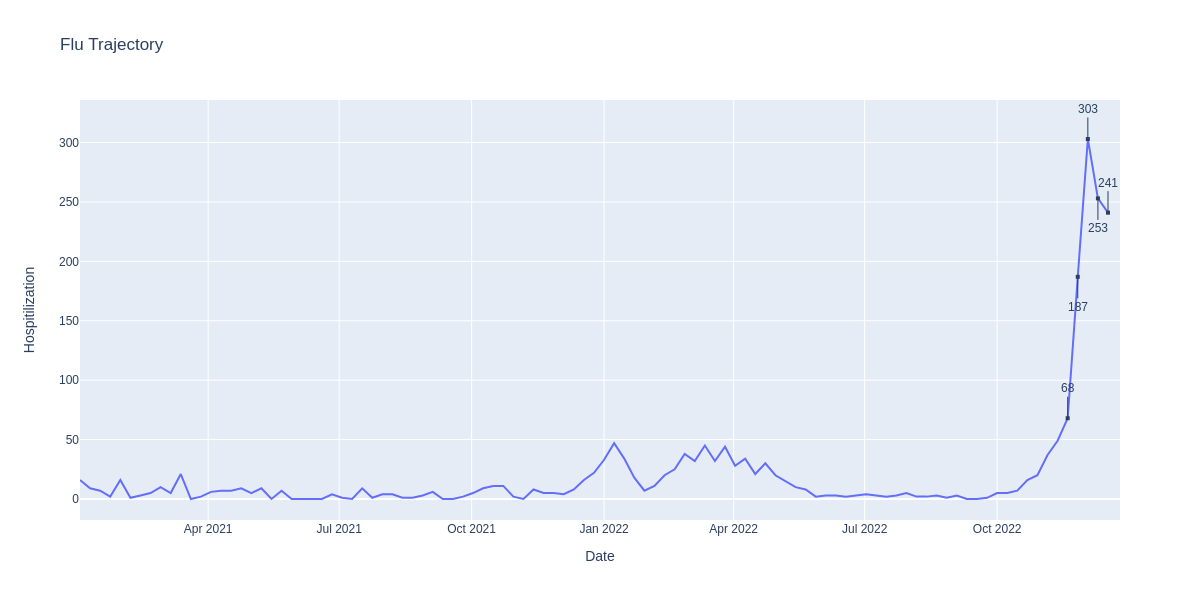 Flu Trajectory
303
300
241
250
253
200
187
150
100
68
50
0
Hospitilization
Apr 2021
Jul 2021
Oct 2021
Jan 2022
Apr 2022
Jul 2022
Oct 2022
Date